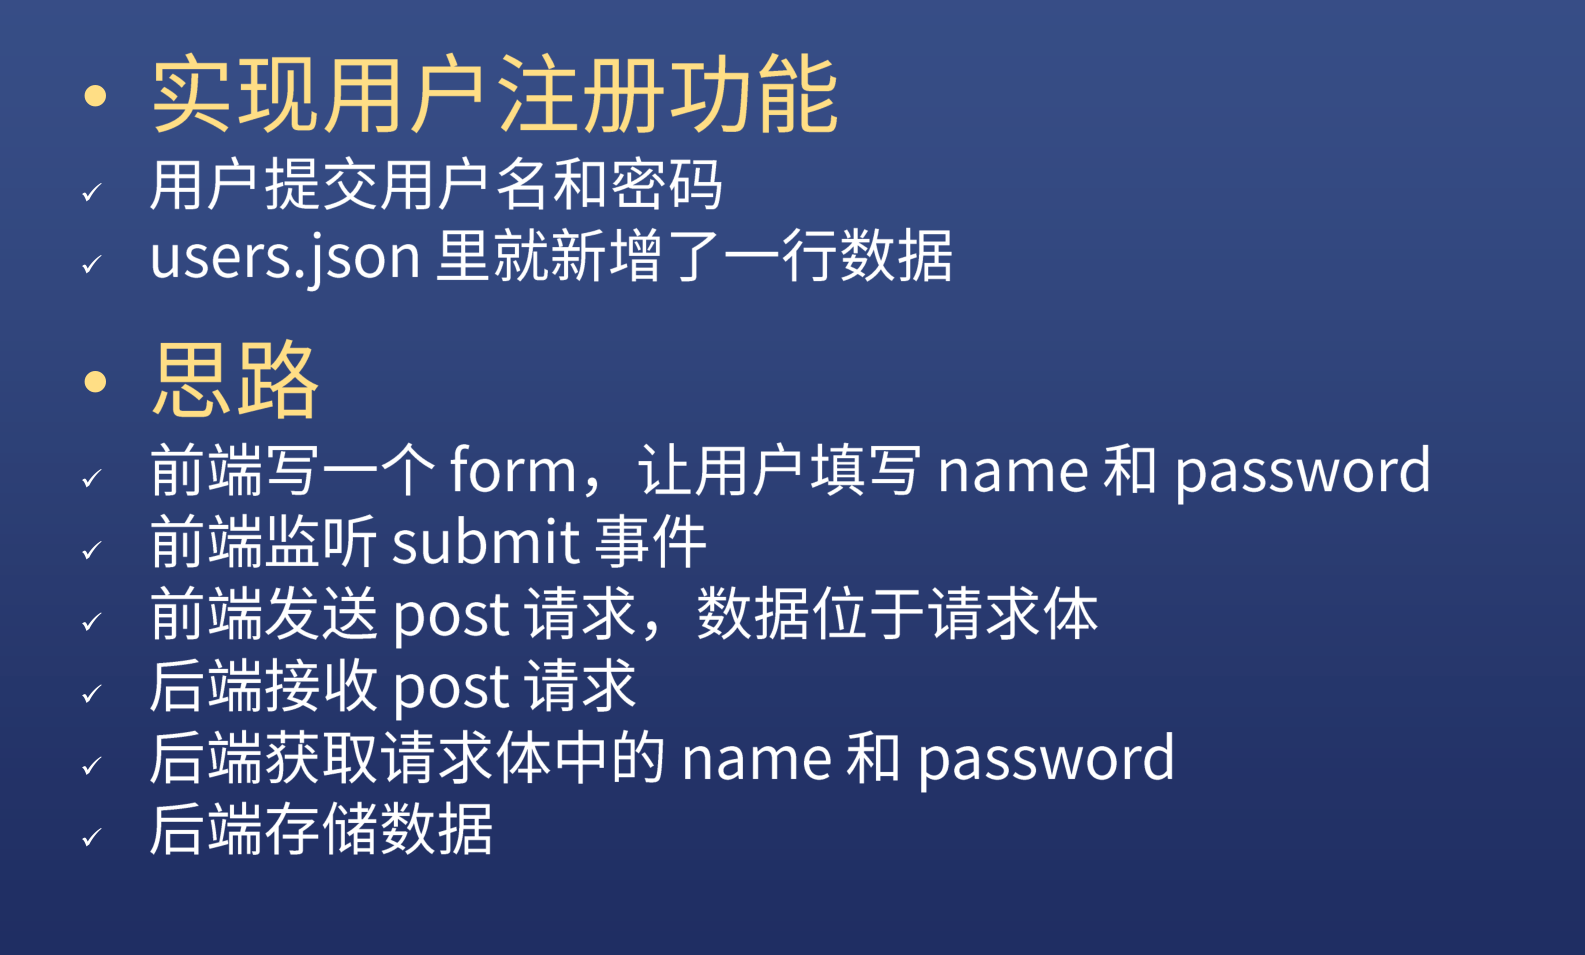 • 实现用户注册功能
✓ 用户提交用户名和密码
✓ users.json 里就新增了一行数据
• 思路
✓ 前端写一个 form，让用户填写 name 和 password
✓ 前端监听 submit 事件
✓ 前端发送 post 请求，数据位于请求体
✓ 后端接收 post 请求
✓ 后端获取请求体中的 name 和 password
✓ 后端存储数据